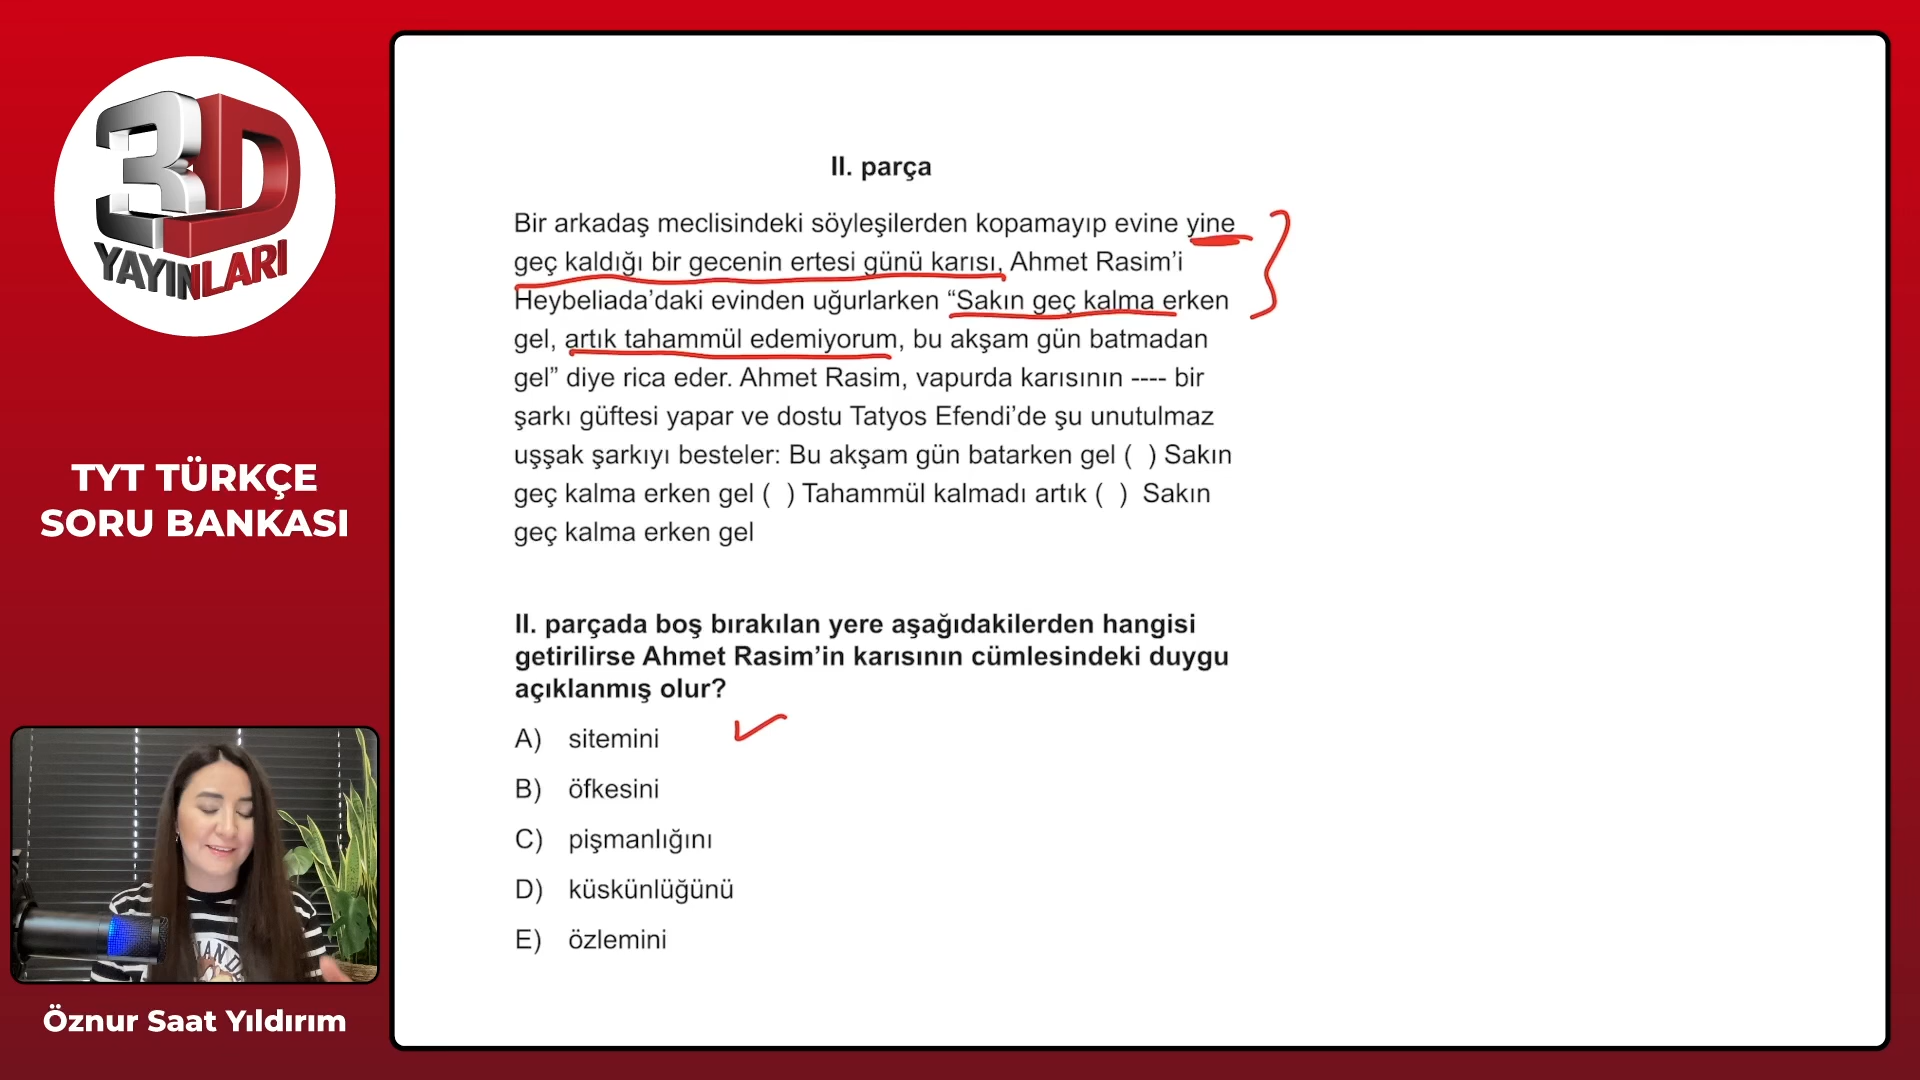 3D
YAYINLARI
TYT TÜRKÇE
SORU BANKASI
Öznur Saat Yıldırım
II. parça
Bir arkadaş meclisindeki söyleşilerden kopamayıp evine yine
geç kaldığı bir gecenin ertesi günü karısı, Ahmet Rasim’i
Heybeliada’daki evinden uğurlarken “Sakın geç kalma erken
gel, artık tahammül edemiyorum, bu akşam gün batmadan
gel” diye rica eder. Ahmet Rasim, vapurda karısının ---- bir
şarkı güftesi yapar ve dostu Tatyos Efendi’de şu unutulmaz
uşşak şarkıyı besteler: Bu akşam gün batarken gel (  ) Sakın
geç kalma erken gel (  ) Tahammül kalmadı artık (  )  Sakın
geç kalma erken gel
II. parçada boş bırakılan yere aşağıdakilerden hangisi
getirilirse Ahmet Rasim’in karısının cümlesindeki duygu
açıklanmış olur?
A) sitemini
B) öfkesini
C) pişmanlığını
D) küskünlüğünü
E) özlemini